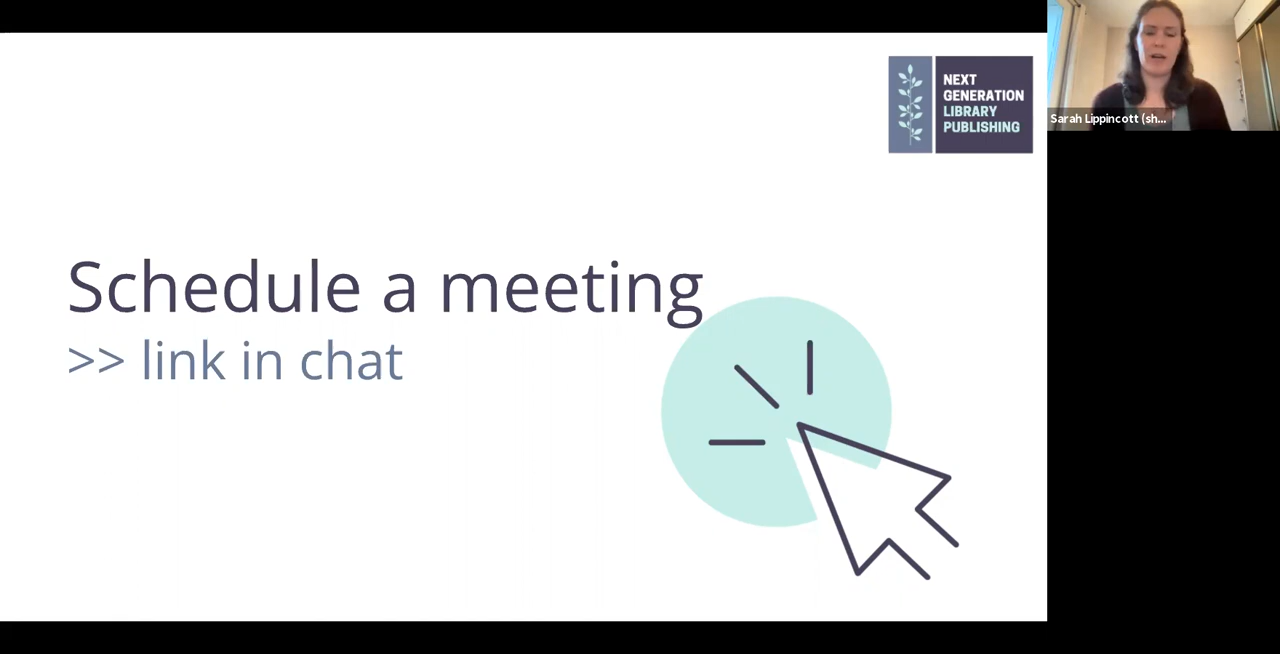 NEXT
GENERATION
LIBRARY
PUBLISHING
Sarah Lippincott (sh...
Schedule a meeting
>> link in chat